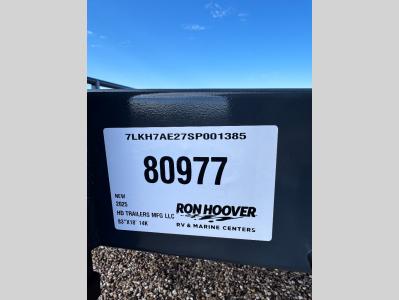 7LKH7AE27SP001385
80977
NEW
2025
HD TRAILERS MFG LLC
83"X18' 14K
RON HOOVER
RV & MARINE CENTERS